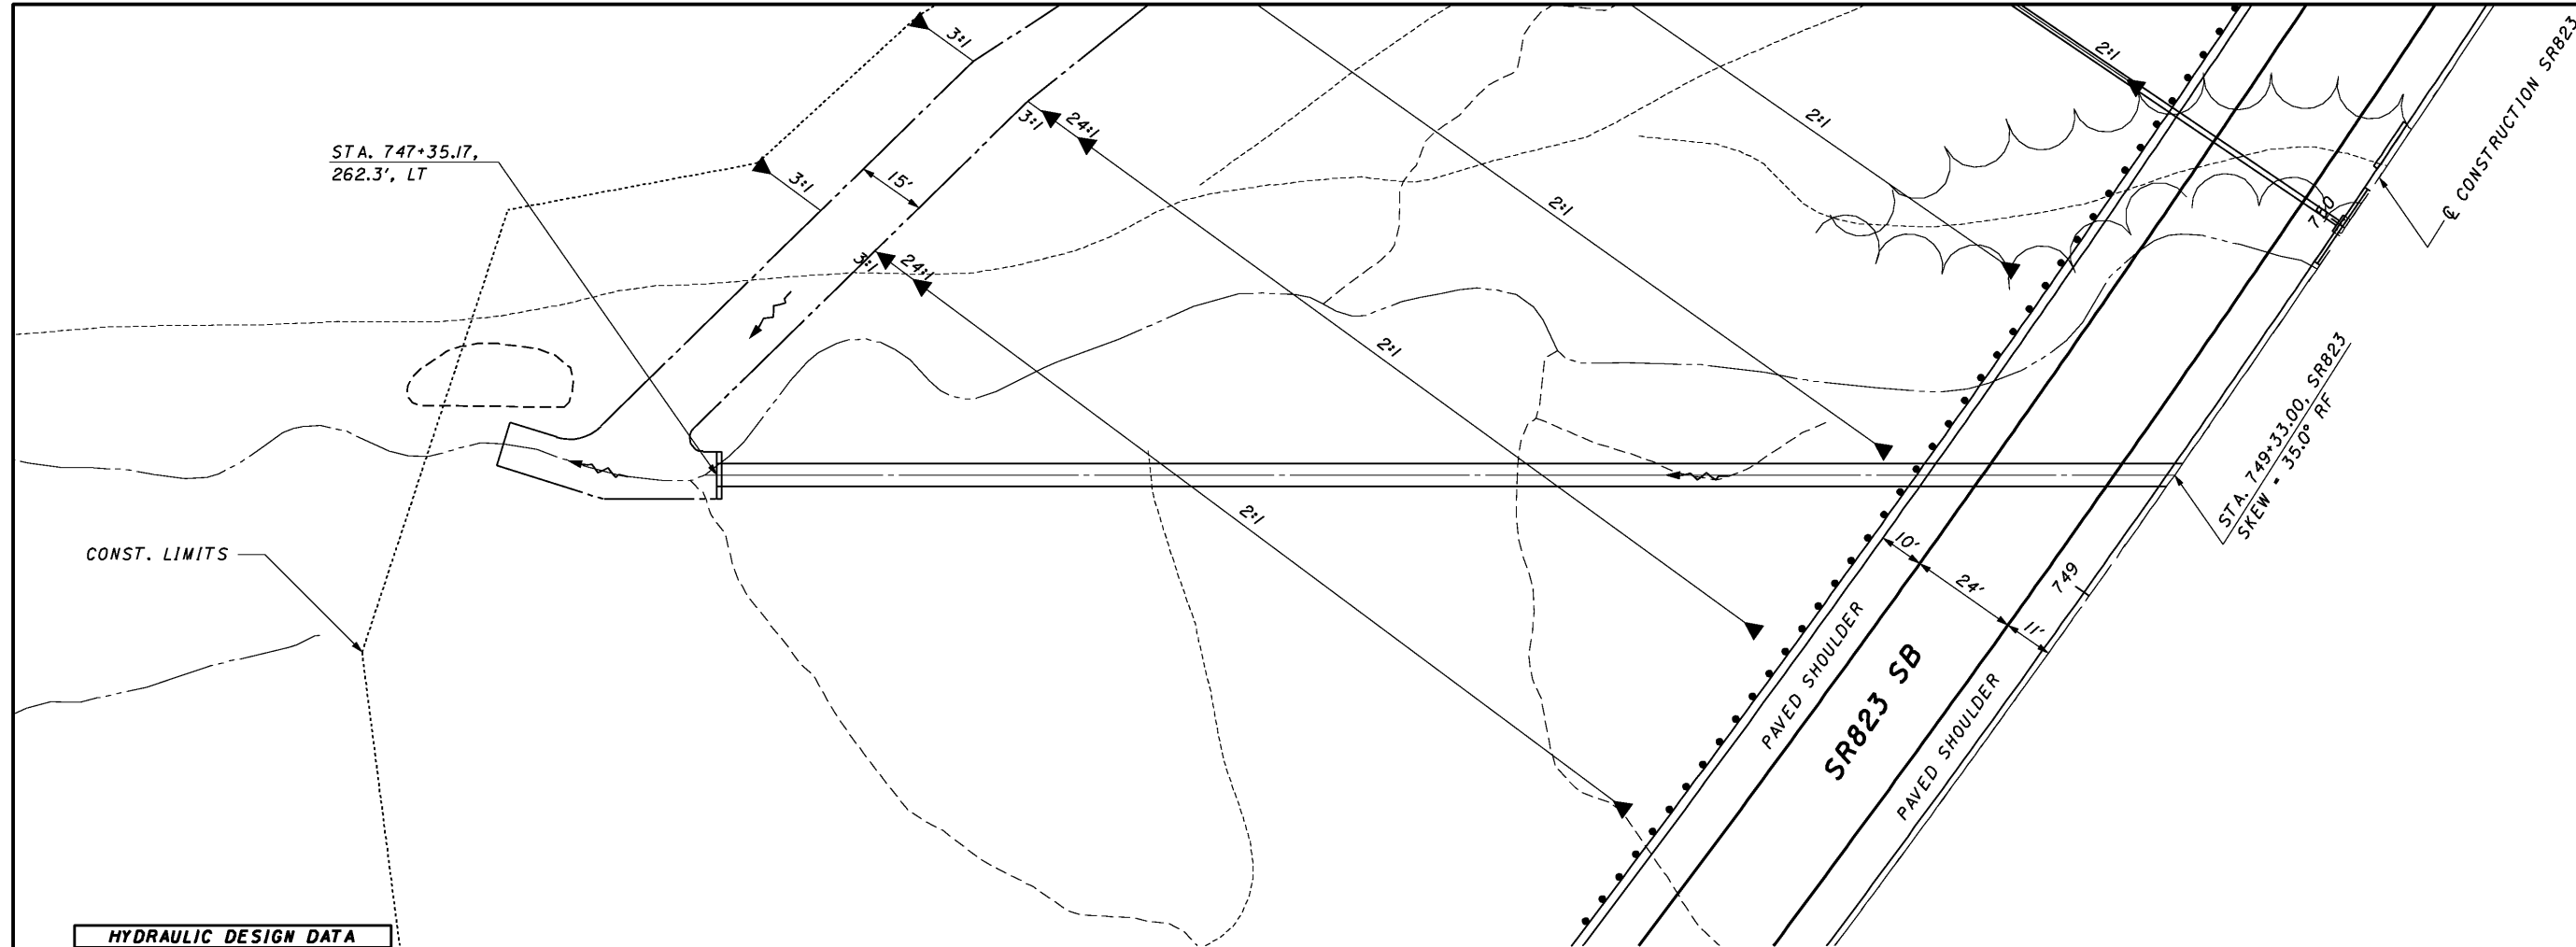 3:1
℄ CONSTRUCTION SR823
2:1
3:1
24:1
2:1
STA. 747+35.17,
262.3', LT
3:1
15'
2:1
750
3:1
24:1
2:1
STA. 749+33.00, SR823
SKEW - 35.0° RF
2:1
CONST. LIMITS
10'
24'
749
11'
PAVED SHOULDER
SR823 SB
PAVED SHOULDER
HYDRAULIC DESIGN DATA